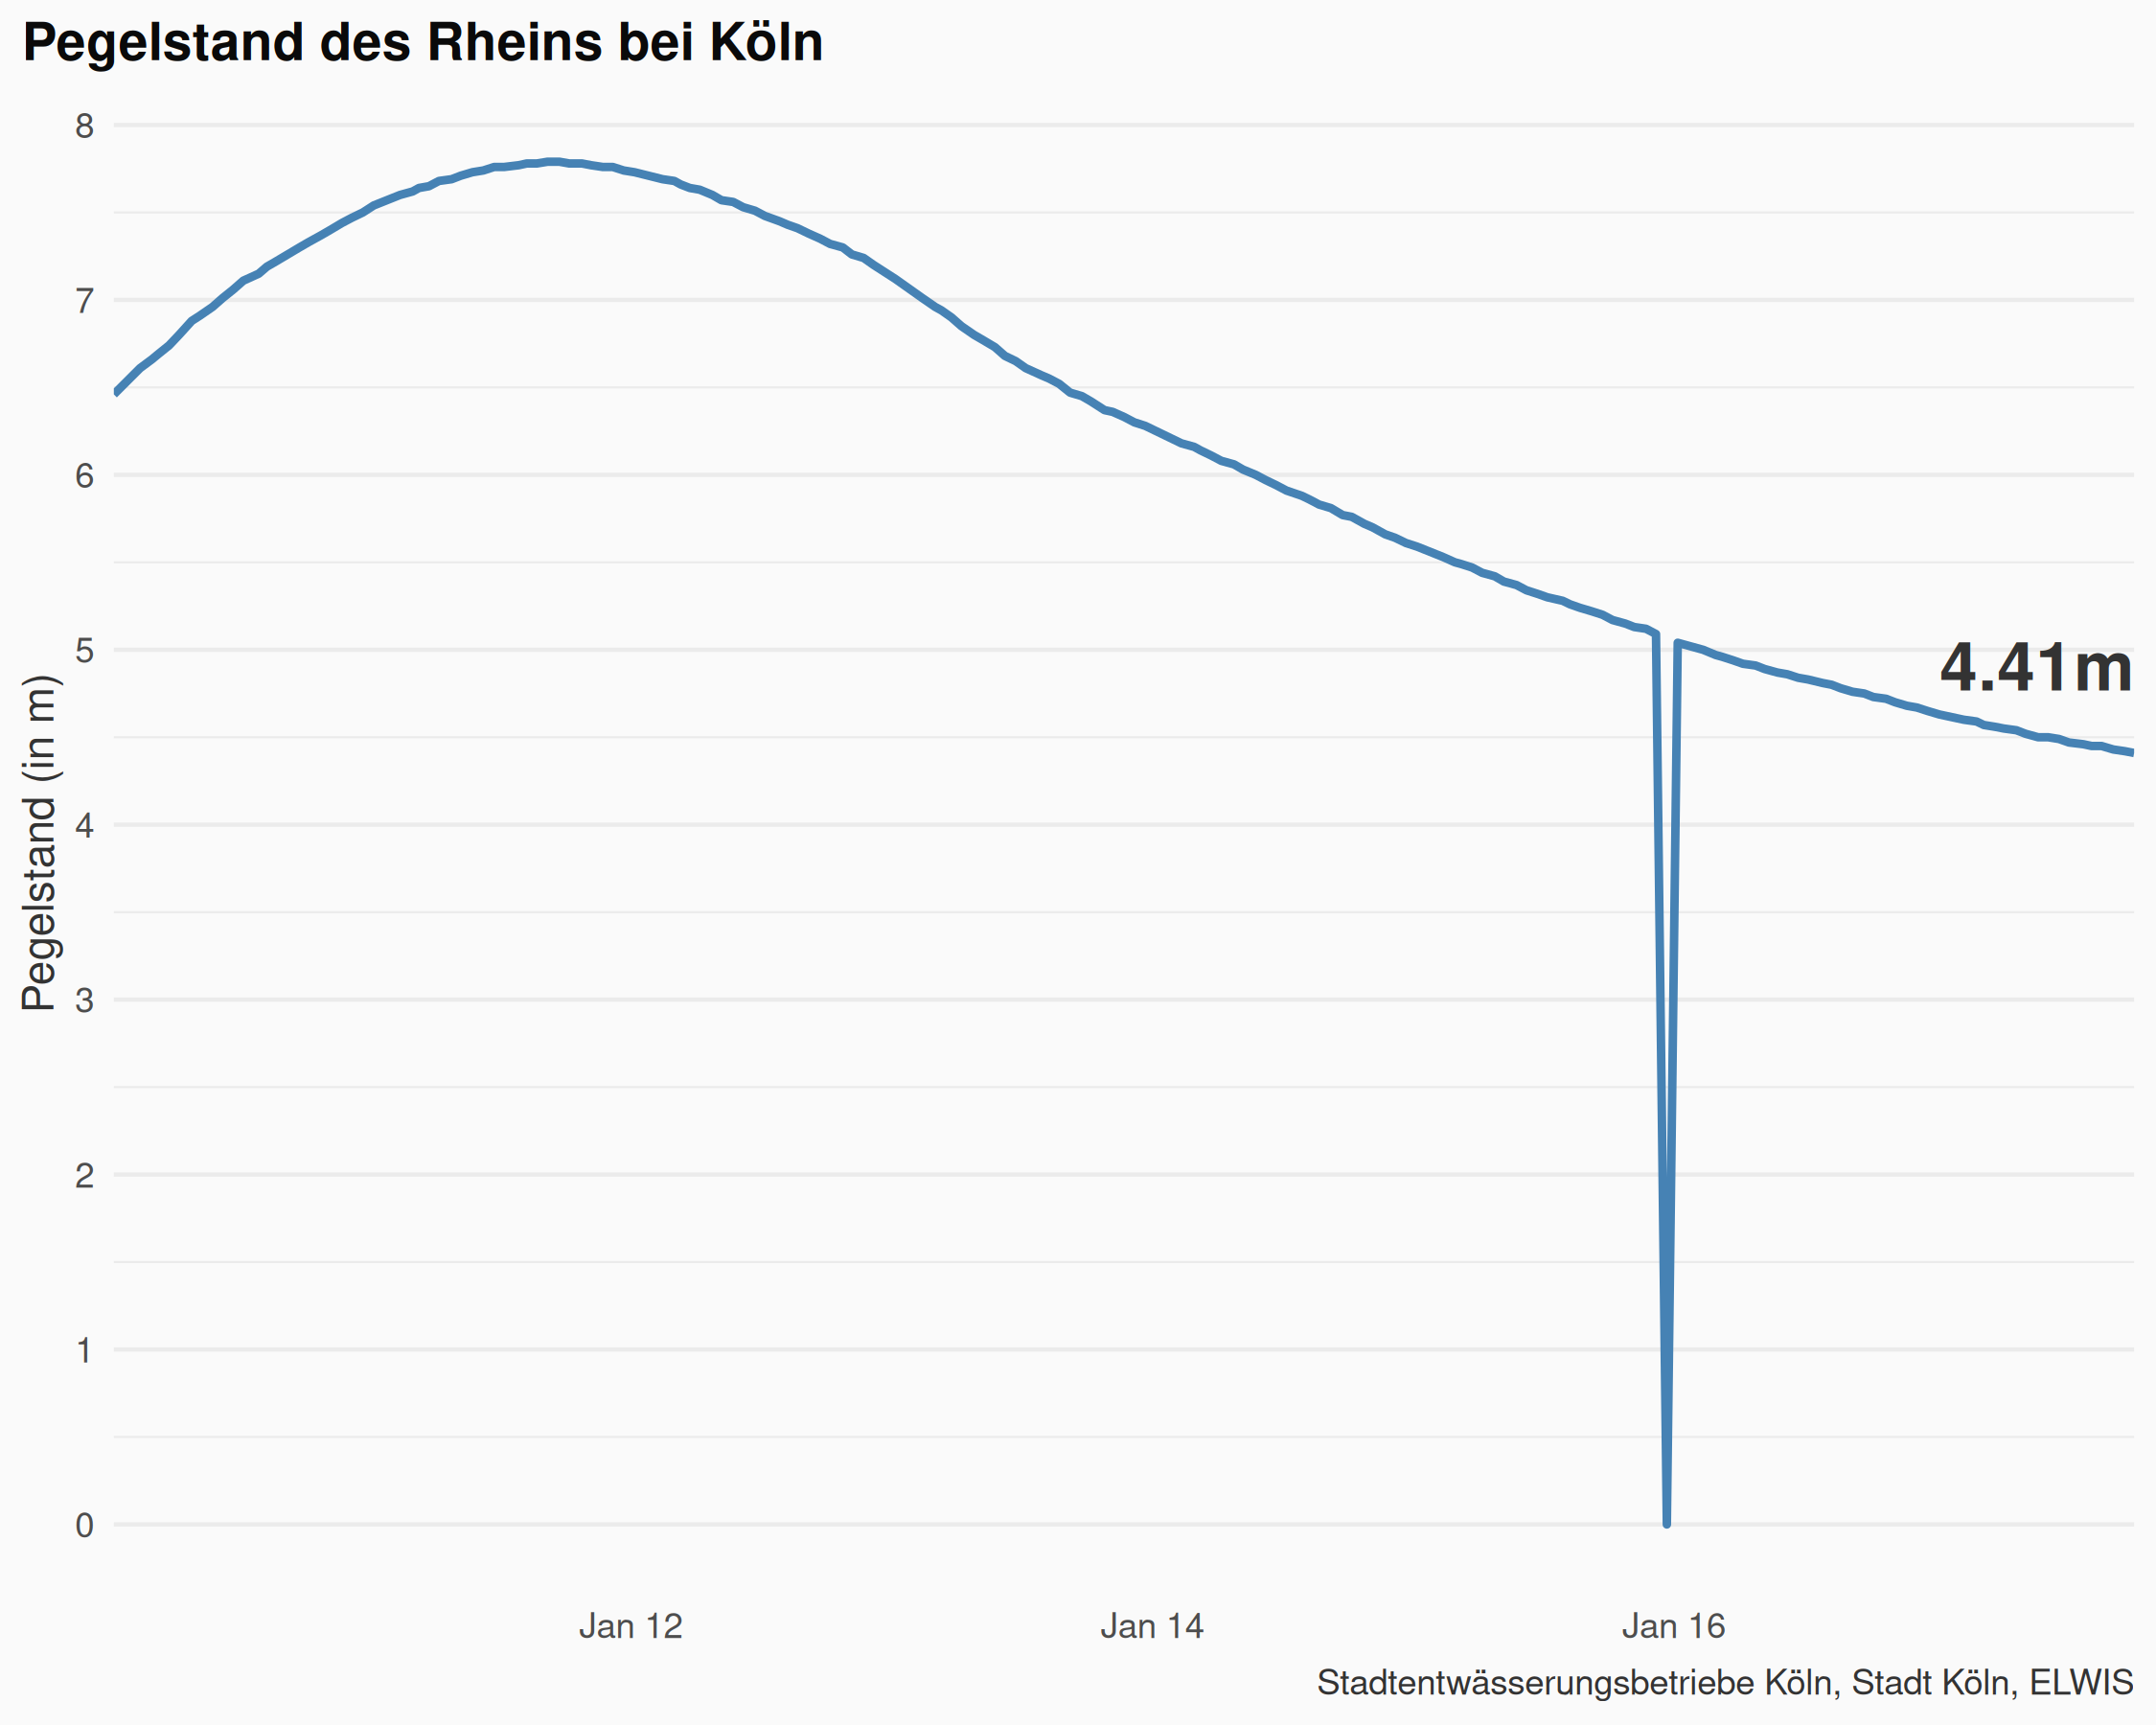 Pegelstand des Rheins bei Köln
Pegelstand (in m)
8
7
6
5
4
3
2
1
0
4.41m
Jan 12
Jan 14
Jan 16
Stadtentwässerungsbetriebe Köln, Stadt Köln, ELWIS